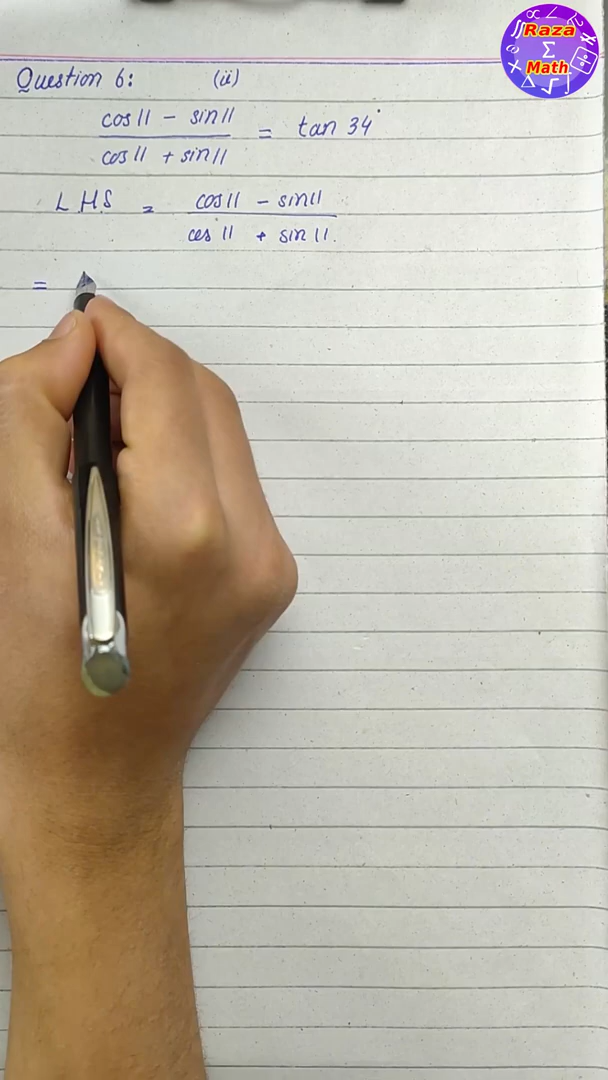 Raza
Σ
Math
Question 6: (ii)
cos 11 - sin 11
cos 11 + sin 11
= tan 34°
LHS = cos 11 - sin 11
cos 11 + sin 11.
=